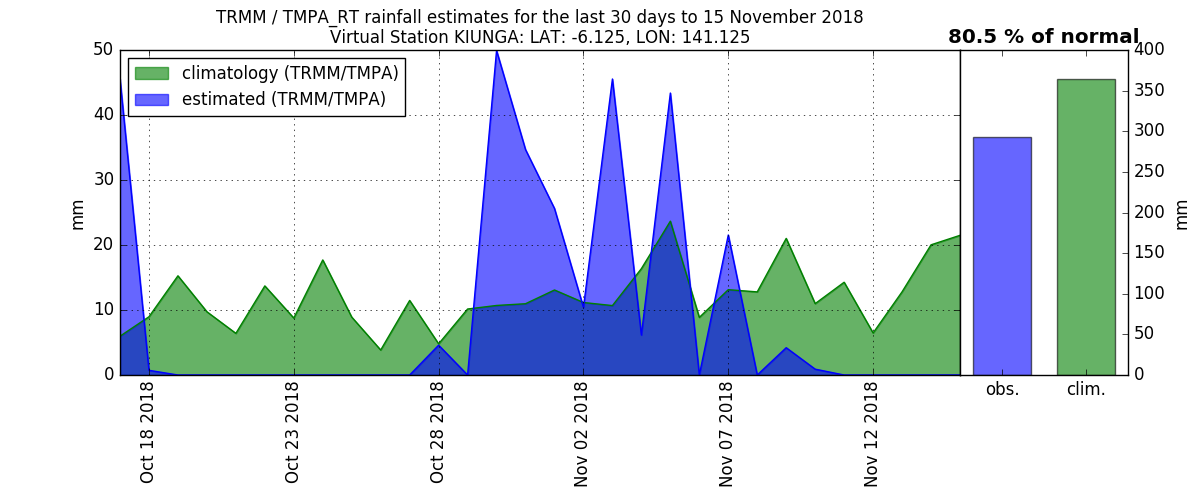 TRMM / TMPA_RT rainfall estimates for the last 30 days to 15 November 2018
Virtual Station KIUNGA: LAT: -6.125, LON: 141.125
80.5 % of normal
climatology (TRMM/TMPA)
estimated (TRMM/TMPA)
mm
50
40
30
20
10
0
Oct 18 2018
Oct 23 2018
Oct 28 2018
Nov 02 2018
Nov 07 2018
Nov 12 2018
obs.
clim.
400
350
300
250
200
150
100
50
0
mm